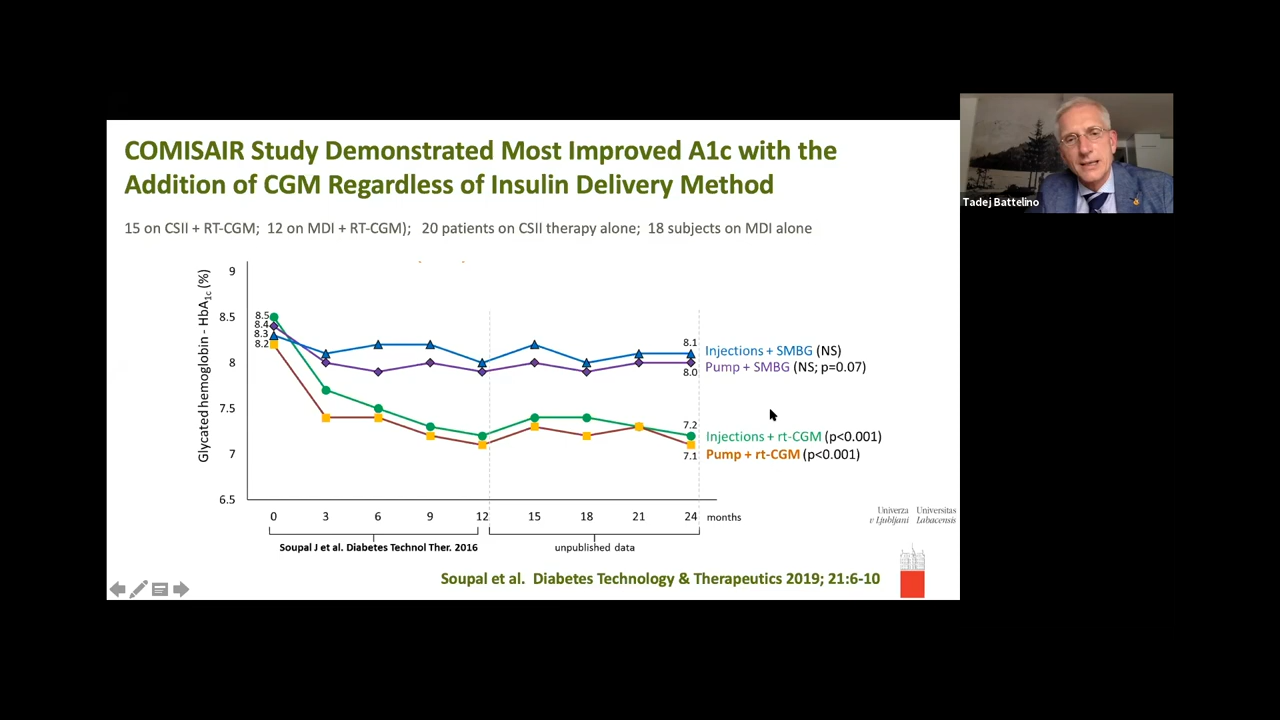 COMISAIR Study Demonstrated Most Improved A1c with the
Addition of CGM Regardless of Insulin Delivery Method
15 on CSII + RT-CGM; 12 on MDI + RT-CGM); 20 patients on CSII therapy alone; 18 subjects on MDI alone
Tadej Battelino
Glycated hemoglobin - HbA1c (%)
9
8.5
8
7.5
7
6.5
8.5
8.4
8.3
8.2
8.1
8.0
7.2
7.1
Injections + SMBG (NS)
Pump + SMBG (NS; p=0.07)
Injections + rt-CGM (p<0.001)
Pump + rt-CGM (p<0.001)
0 3 6 9 12 15 18 21 24 months
Soupal J et al. Diabetes Technol Ther. 2016
unpublished data
Univerza Universitas
v Ljubljani Labacensis
Soupal et al. Diabetes Technology & Therapeutics 2019; 21:6-10